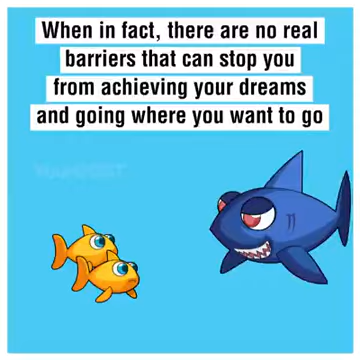 When in fact, there are no real
barriers that can stop you
from achieving your dreams
and going where you want to go